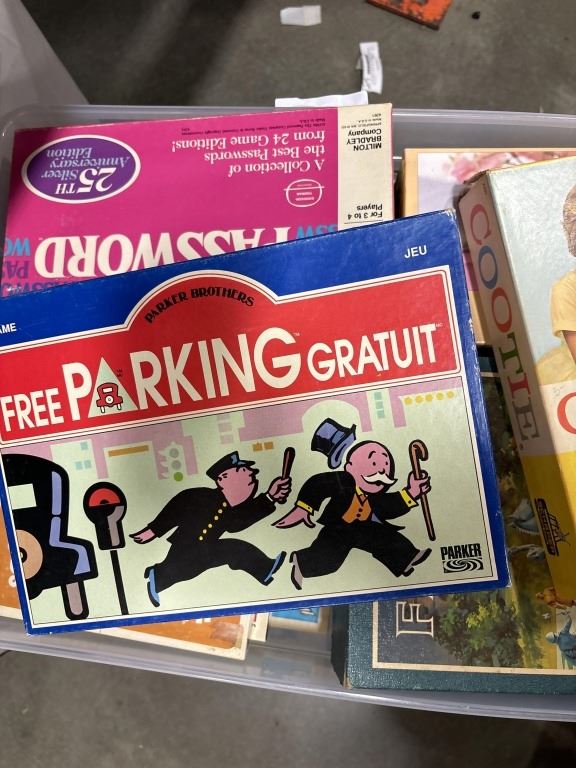 25TH
Silver
Anniversary
Edition
A Collection of
the Best Passwords
from 24 Game Editions!
MILTON
BRADLEY
Company
For 3 to 4
Players
PASSWORD
GAME
JEU
PARKER BROTHERS
FREE PARKING GRATUIT
PARKER
COOTIE